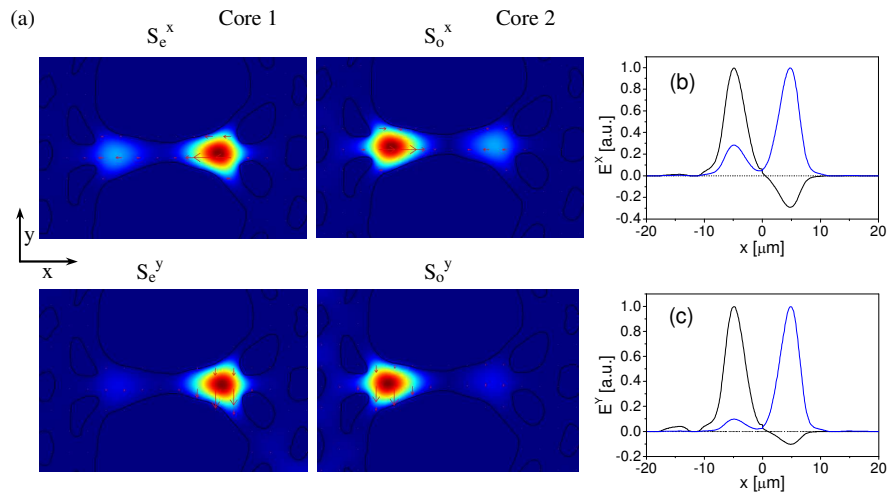 (a)
Core 1
Core 2
S_e^x
S_o^x
y
x
S_e^y
S_o^y
(b)
E^X [a.u.]
1.0
0.8
0.6
0.4
0.2
0.0
-0.2
-0.4
-20 -10 0 10 20
x [μm]
(c)
E^Y [a.u.]
1.0
0.8
0.6
0.4
0.2
0.0
-0.2
-20 -10 0 10 20
x [μm]